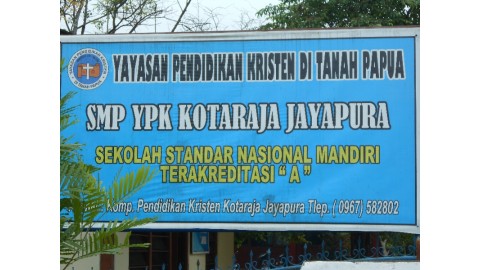 YAYASAN PENDIDIKAN KRISTEN DI TANAH PAPUA
SMP YPK KOTARAJA JAYAPURA
SEKOLAH STANDAR NASIONAL MANDIRI
TERAKREDITASI “ A ”
Komp. Pendidikan Kristen Kotaraja Jayapura Tlep. ( 0967) 582802